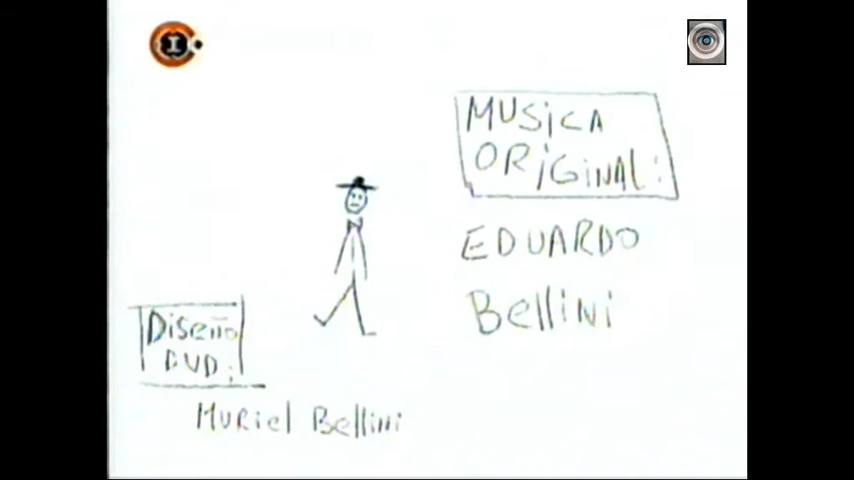 MUSiCA
ORiGiNAL:
EDUARDO
Bellini
Diseño
DVD:
MURiel Bellini